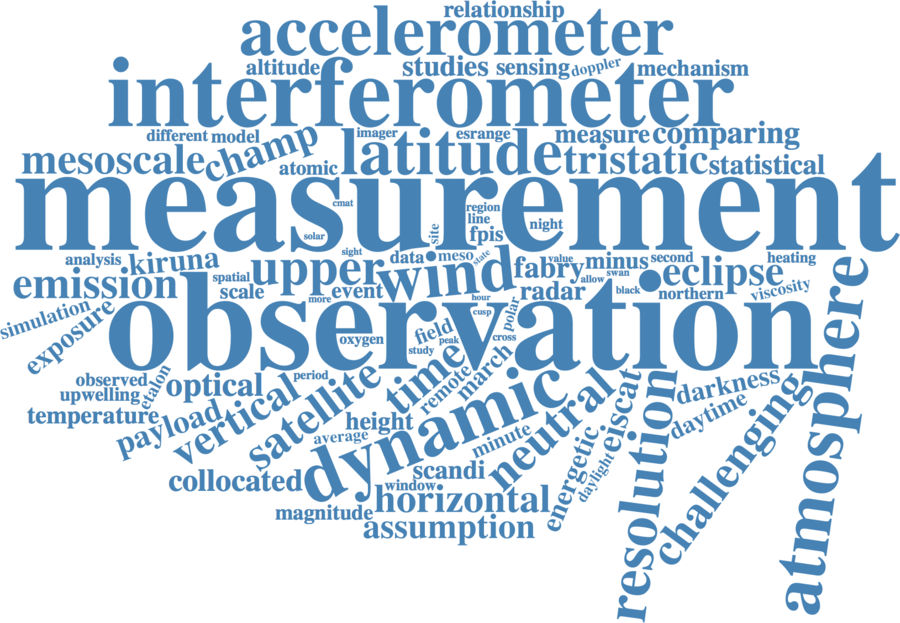 relationship
accelerometer
altitude
studies
sensing
doppler
mechanism
interferometer
different
model
imager
esrange
measure
comparing
mesoscale
champ
atomic
latitude
tristatic
statistical
measurement
cmat
solar
region
line
fpis
night
site
sight
data
meso
state
analysis
kiruna
emission
spatial
scale
upper
event
more
wind
fabry
value
minus
second
allow
swan
black
radar
eclipse
heating
northern
viscosity
hour
cusp
polar
cross
observation
simulation
exposure
oxygen
field
peak
study
observed
upwelling
etalon
optical
period
temperature
payload
vertical
satellite
time
remote
march
height
average
dynamic
minute
neutral
eiscat
darkness
daytime
challenging
atmosphere
resolution
energetic
daylight
collocated
scandi
window
magnitude
horizontal
assumption